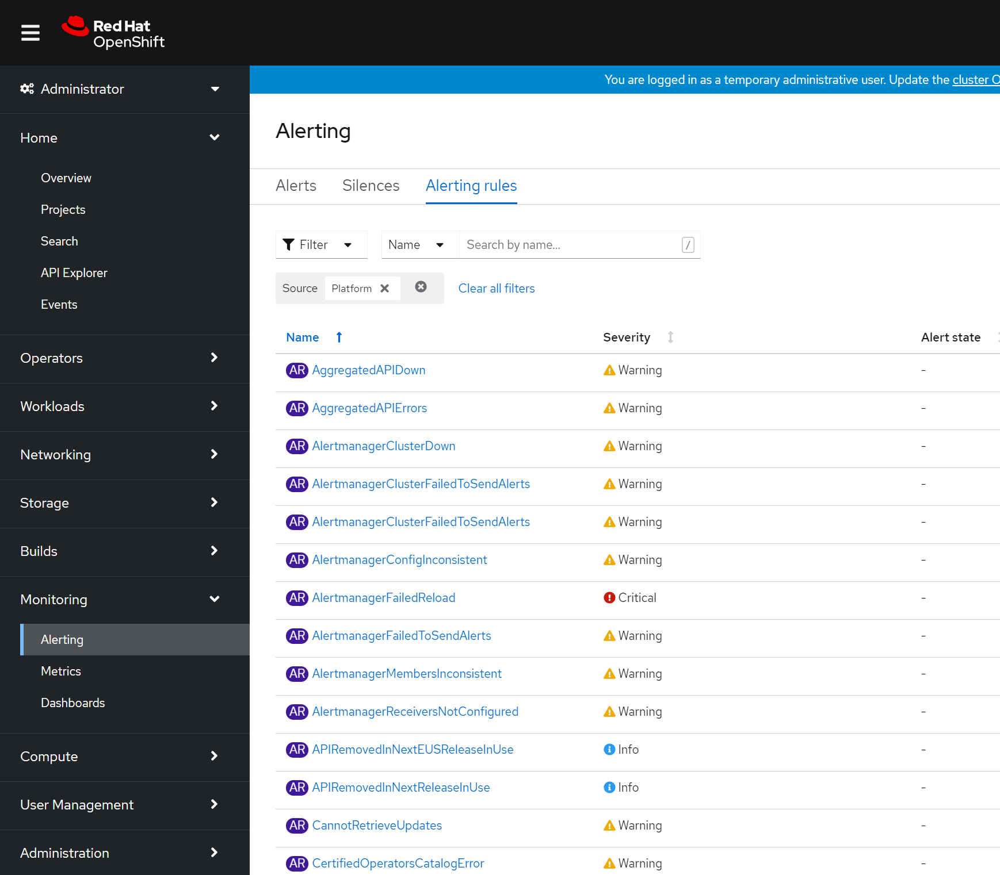 Red Hat
OpenShift
Administrator
Home
Overview
Projects
Search
API Explorer
Events
Operators
Workloads
Networking
Storage
Builds
Monitoring
Alerting
Metrics
Dashboards
Compute
User Management
Administration
You are logged in as a temporary administrative user. Update the cluster O
Alerting
Alerts Silences Alerting rules
Filter Name Search by name... /
Source Platform Clear all filters
Name Severity Alert state
AR AggregatedAPIDown Warning -
AR AggregatedAPIErrors Warning -
AR AlertmanagerClusterDown Warning -
AR AlertmanagerClusterFailedToSendAlerts Warning -
AR AlertmanagerClusterFailedToSendAlerts Warning -
AR AlertmanagerConfigInconsistent Warning -
AR AlertmanagerFailedReload Critical -
AR AlertmanagerFailedToSendAlerts Warning -
AR AlertmanagerMembersInconsistent Warning -
AR AlertmanagerReceiversNotConfigured Warning -
AR APIRemovedInNextEUSReleaseInUse Info -
AR APIRemovedInNextReleaseInUse Info -
AR CannotRetrieveUpdates Warning -
AR CertifiedOperatorsCatalogError Warning -